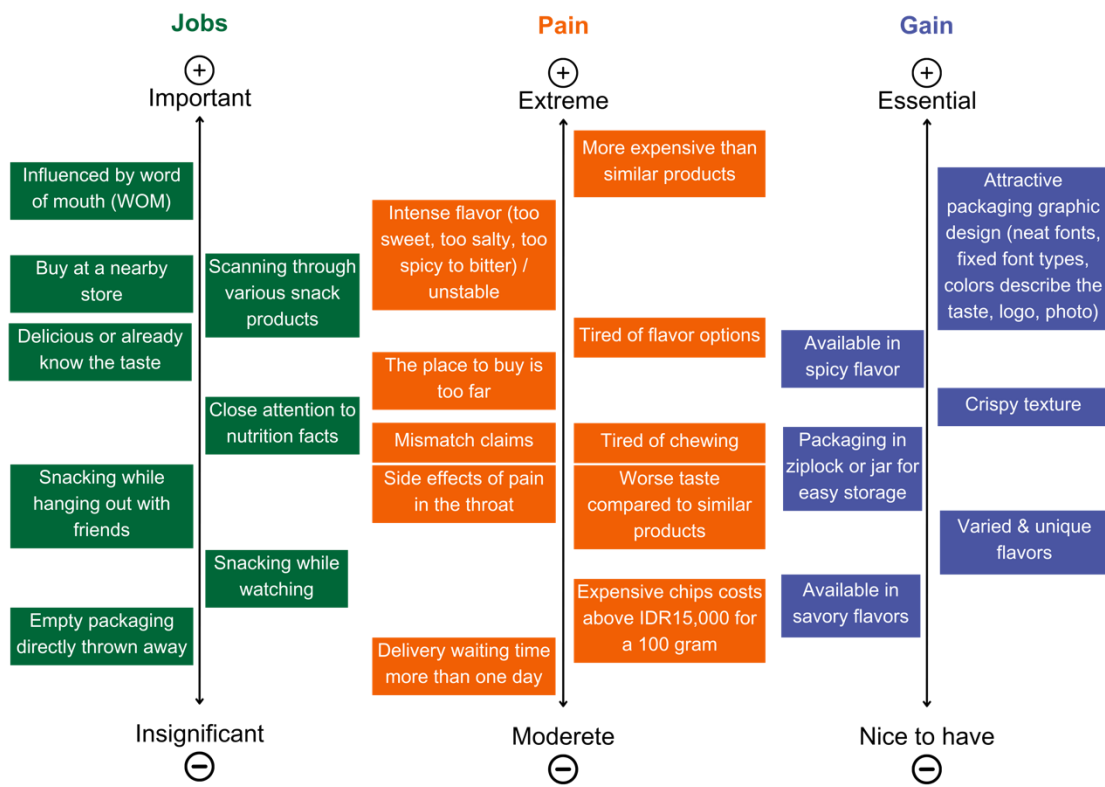 Jobs
+
Important
Influenced by word
of mouth (WOM)
Buy at a nearby
store
Scanning through
various snack
products
Delicious or already
know the taste
Close attention to
nutrition facts
Snacking while
hanging out with
friends
Snacking while
watching
Empty packaging
directly thrown away
Insignificant
−
Pain
+
Extreme
More expensive than
similar products
Intense flavor (too
sweet, too salty, too
spicy to bitter) /
unstable
Tired of flavor options
The place to buy is
too far
Mismatch claims
Tired of chewing
Side effects of pain
in the throat
Worse taste
compared to similar
products
Expensive chips costs
above IDR15,000 for
a 100 gram
Delivery waiting time
more than one day
Moderete
−
Gain
+
Essential
Attractive
packaging graphic
design (neat fonts,
fixed font types,
colors describe the
taste, logo, photo)
Available in
spicy flavor
Crispy texture
Packaging in
ziplock or jar for
easy storage
Varied & unique
flavors
Available in
savory flavors
Nice to have
−